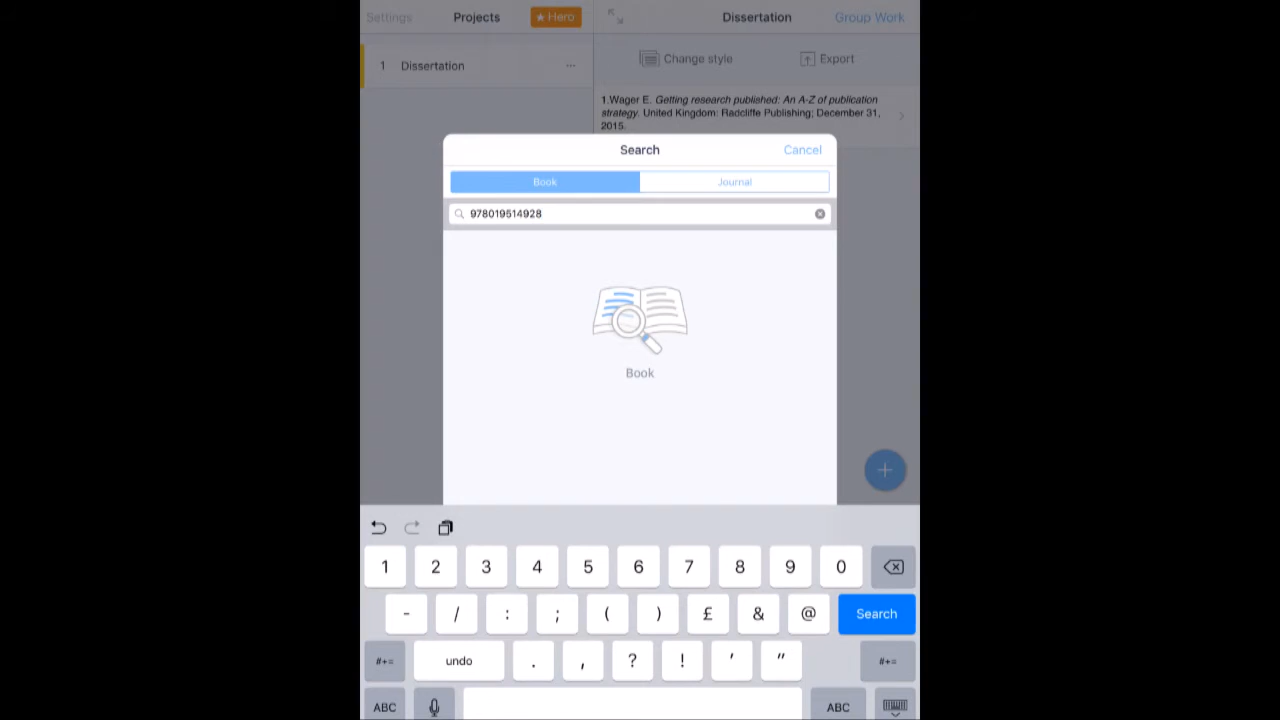 Settings Projects ★ Hero Dissertation Group Work
1 Dissertation ...
Change style Export
1.Wager E. Getting research published: An A-Z of publication
strategy. United Kingdom: Radcliffe Publishing; December 31,
2015.
Search Cancel
Book Journal
978019514928
Book
1 2 3 4 5 6 7 8 9 0
- / : ; ( ) £ & @ Search
#+= undo . , ? ! ' " #+=
ABC ABC